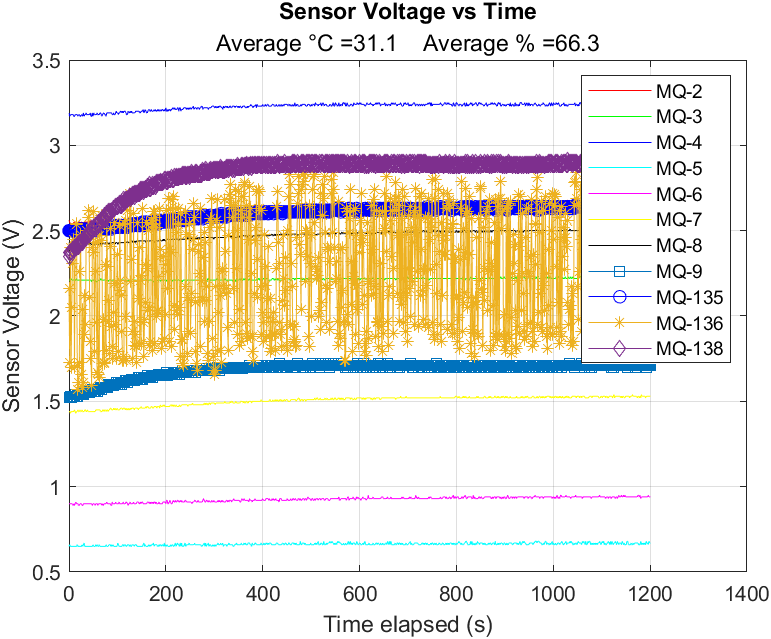 Sensor Voltage vs Time
Average °C =31.1 Average % =66.3
3.5
3
2.5
2
1.5
1
0.5
Sensor Voltage (V)
0 200 400 600 800 1000 1200 1400
Time elapsed (s)
MQ-2
MQ-3
MQ-4
MQ-5
MQ-6
MQ-7
MQ-8
MQ-9
MQ-135
MQ-136
MQ-138